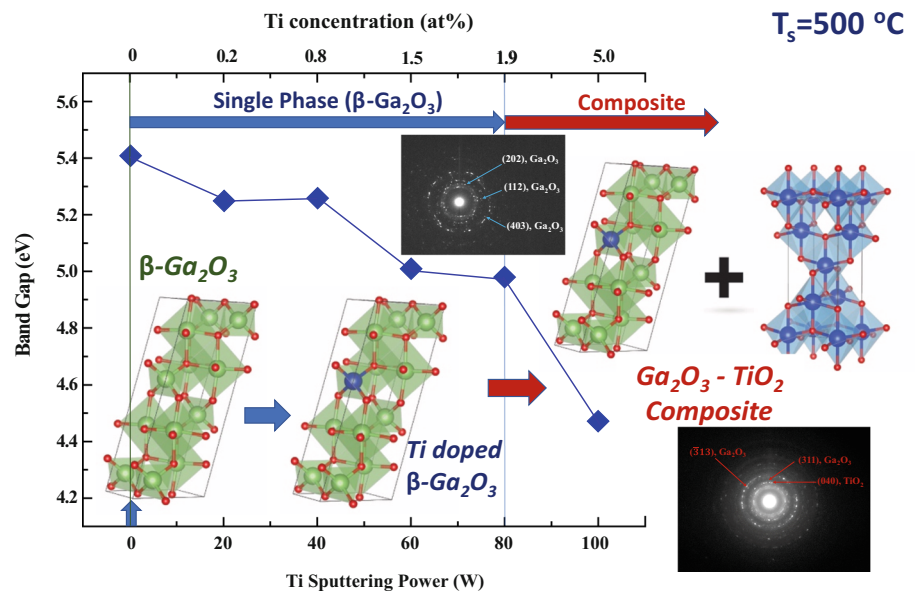 Ti concentration (at%)
T_s=500 °C
0 0.2 0.8 1.5 1.9 5.0
Single Phase (β-Ga₂O₃)
Composite
5.6
5.4
5.2
5.0
4.8
4.6
4.4
4.2
Band Gap (eV)
(202), Ga₂O₃
(112), Ga₂O₃
(403), Ga₂O₃
β-Ga₂O₃
+
Ti doped
β-Ga₂O₃
Ga₂O₃ - TiO₂
Composite
(3̅13), Ga₂O₃
(311), Ga₂O₃
(040), TiO₂
0 20 40 60 80 100
Ti Sputtering Power (W)